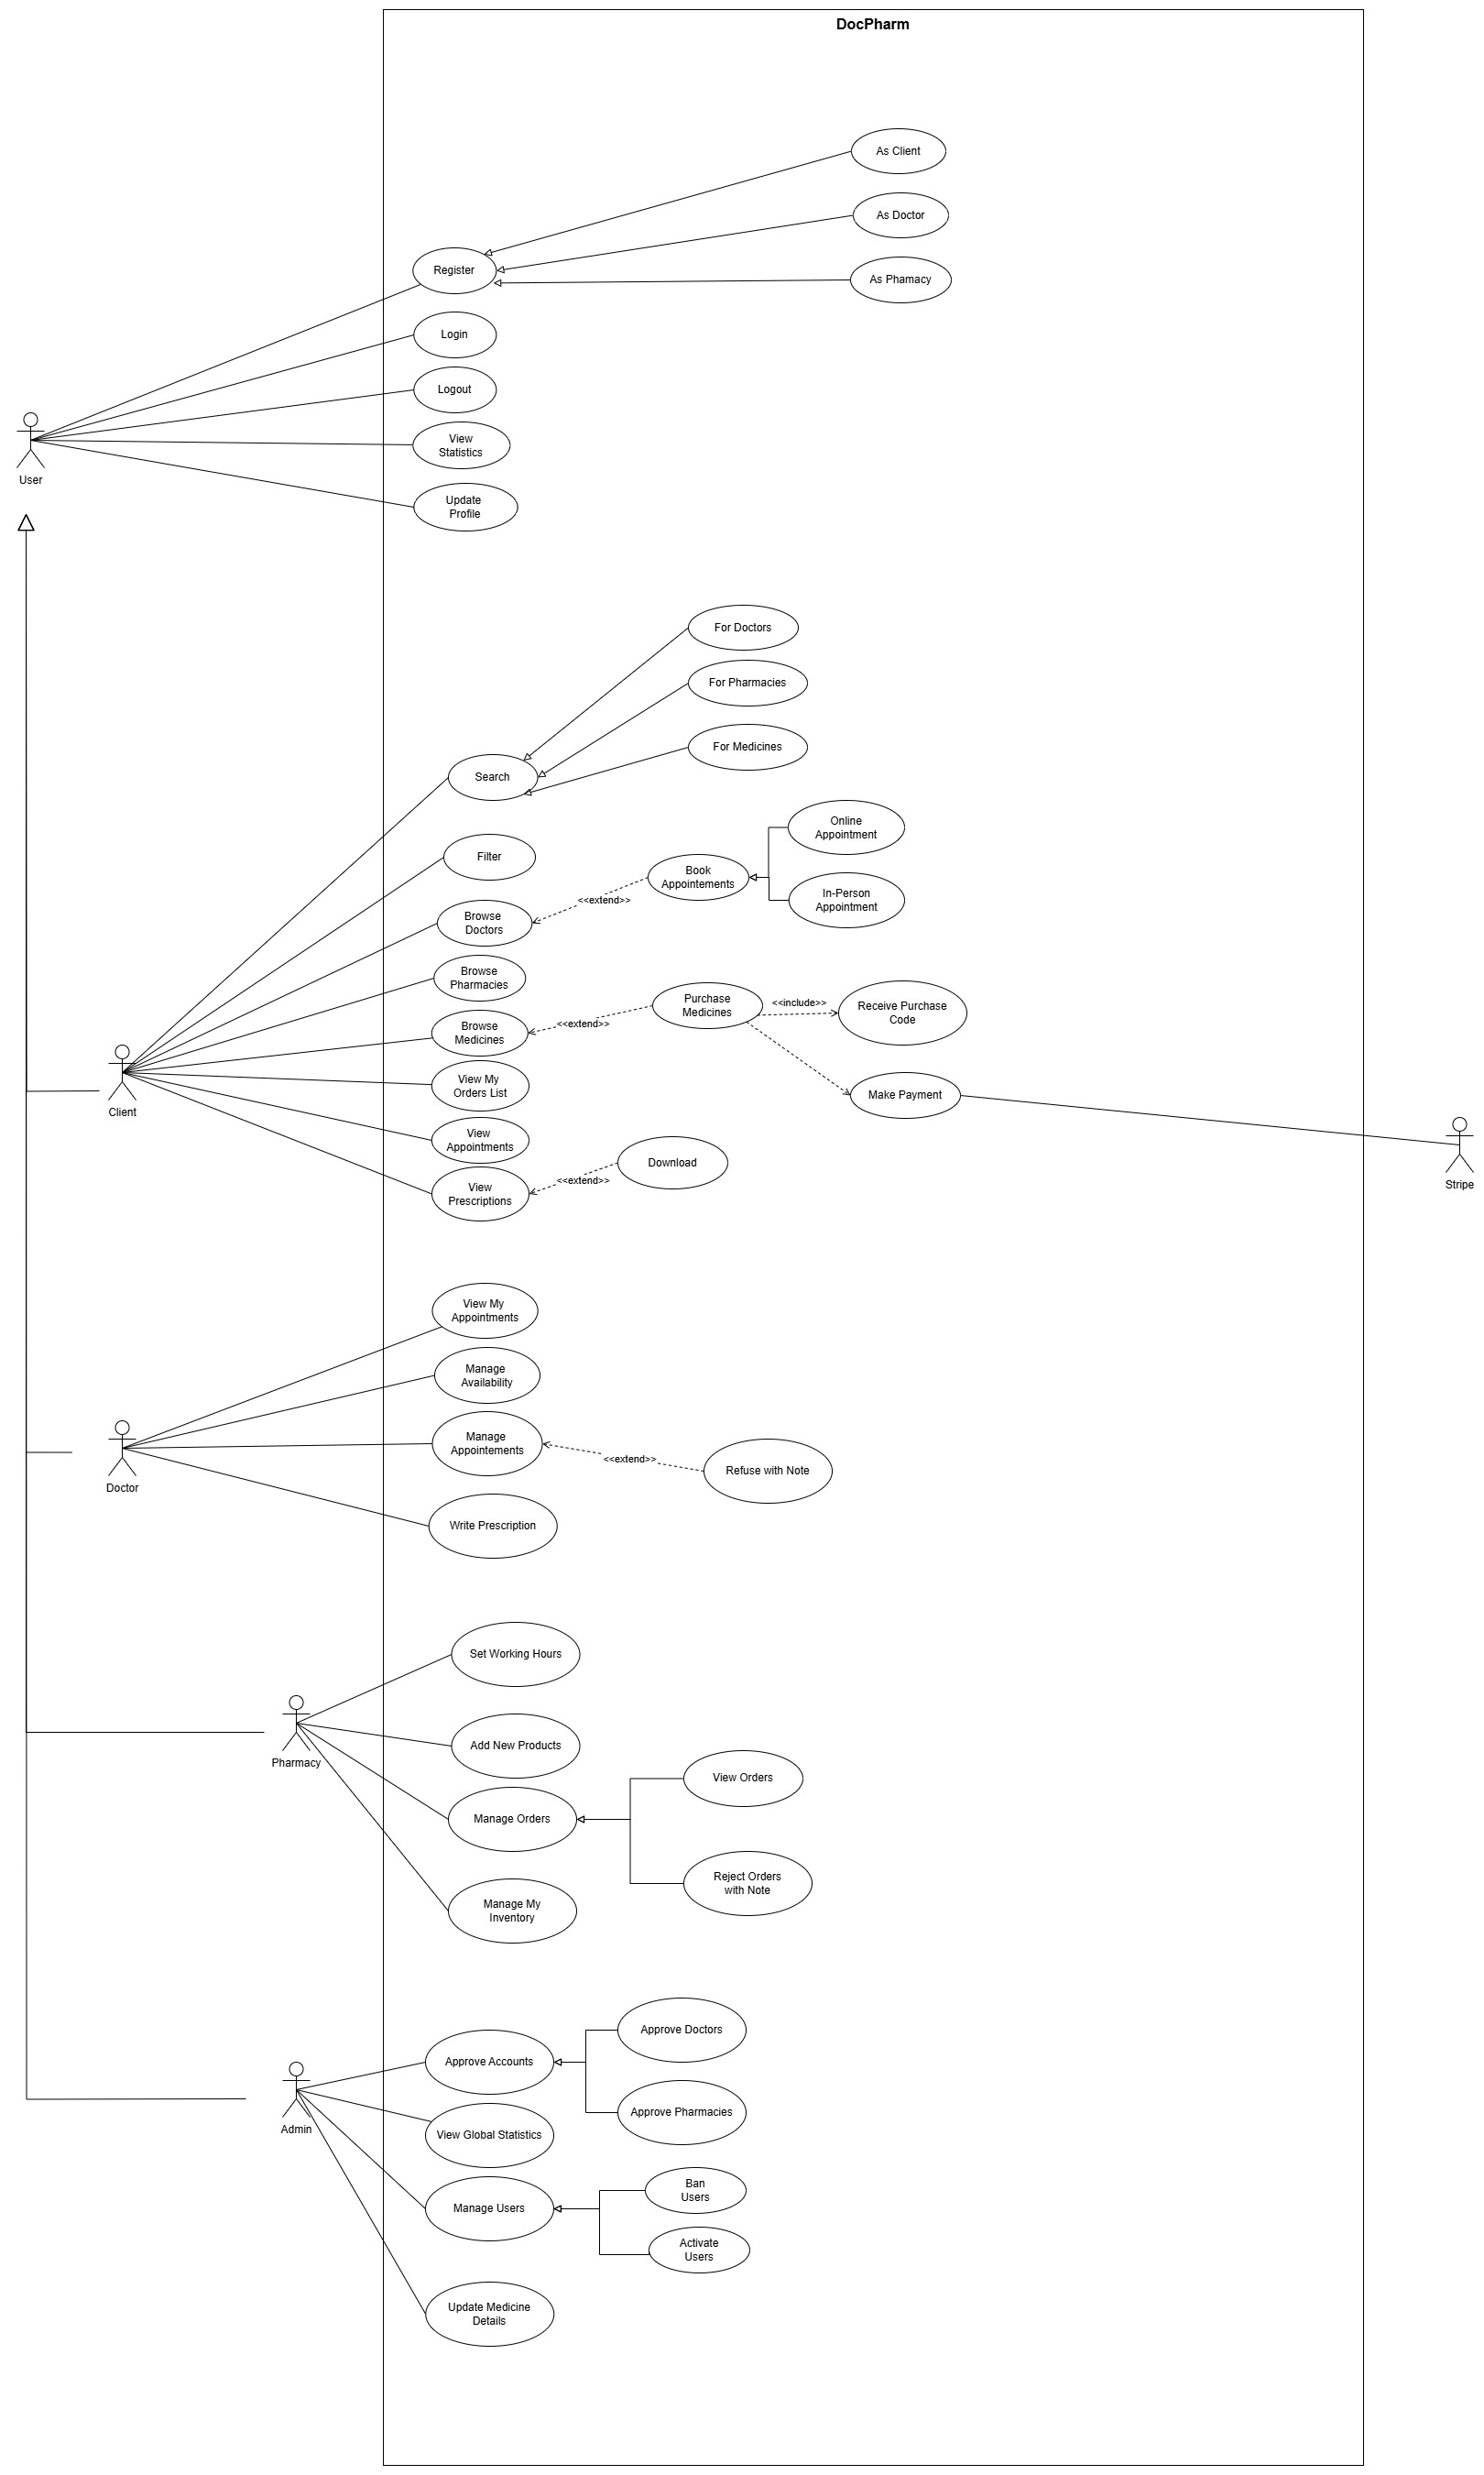 DocPharm
As Client
As Doctor
As Phamacy
Register
Login
Logout
View
Statistics
Update
Profile
User
For Doctors
For Pharmacies
For Medicines
Search
Online
Appointment
Filter
Book
Appointements
In-Person
Appointment
<<extend>>
Browse
Doctors
Browse
Pharmacies
Purchase
Medicines
<<include>>
Receive Purchase
Code
<<extend>>
Browse
Medicines
View My
Orders List
Make Payment
Client
View
Appointments
Download
<<extend>>
View
Prescriptions
Stripe
View My
Appointments
Manage
Availability
Manage
Appointements
<<extend>>
Refuse with Note
Doctor
Write Prescription
Set Working Hours
Add New Products
Pharmacy
View Orders
Manage Orders
Reject Orders
with Note
Manage My
Inventory
Approve Doctors
Approve Accounts
Approve Pharmacies
Admin
View Global Statistics
Ban
Users
Manage Users
Activate
Users
Update Medicine
Details